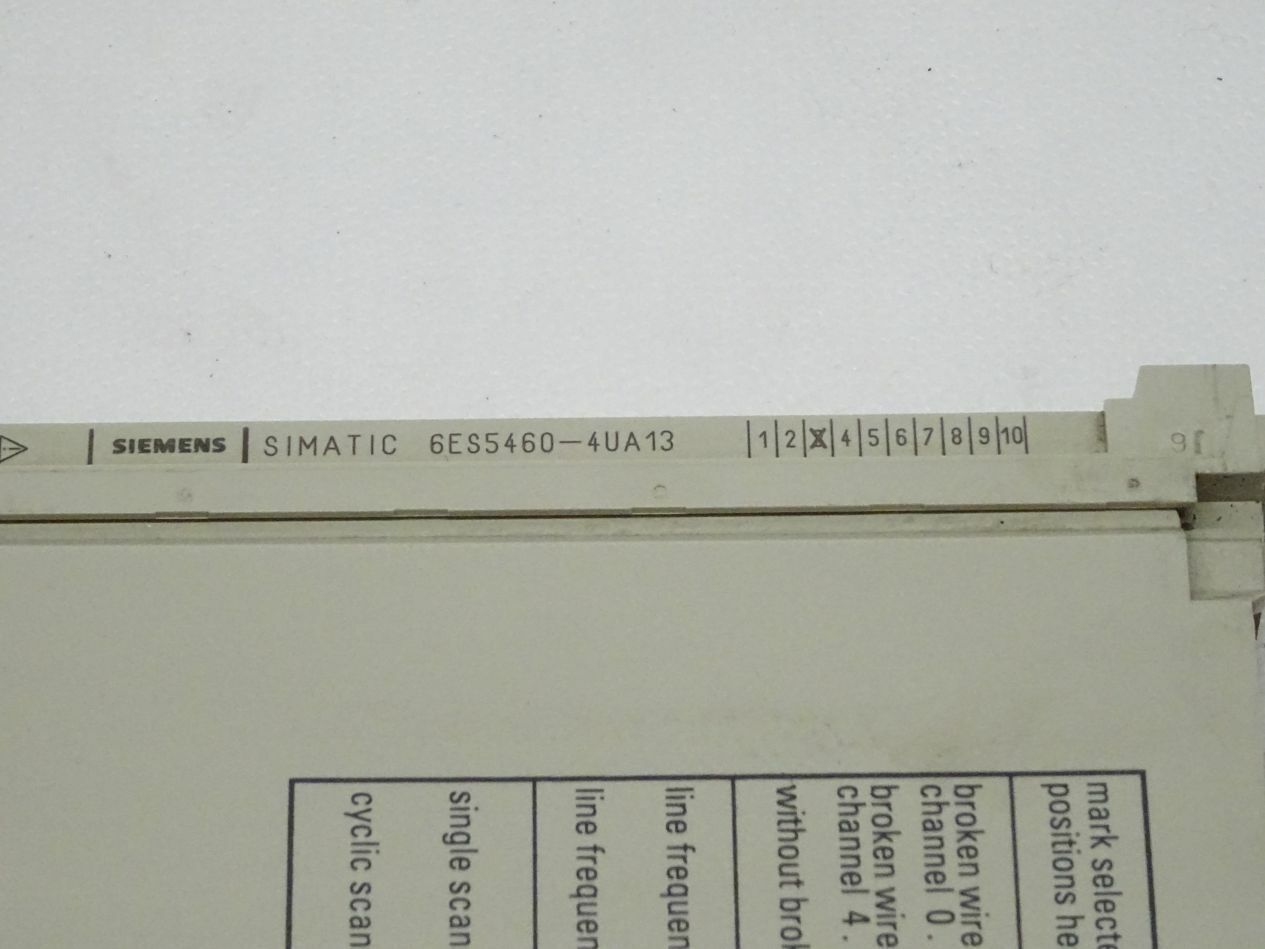 SIEMENS SIMATIC 6ES5460-4UA13 1 2 X 4 5 6 7 8 9 10
mark selecte
positions he
broken wire
channel 0.
broken wire
channel 4.
without brok
line frequen
line frequen
single scan
cyclic scan